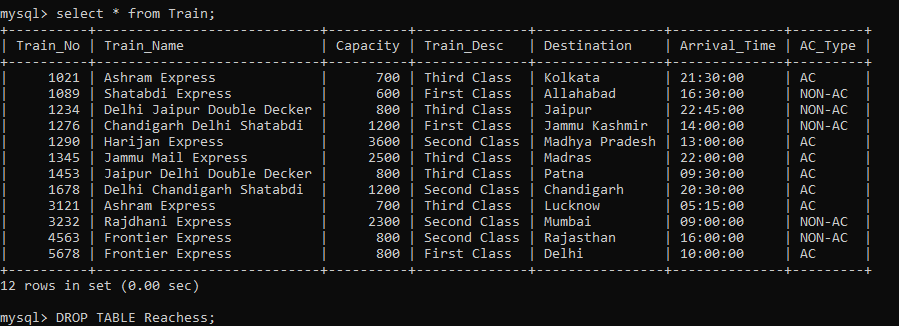 mysql> select * from Train;
+----------+----------------------------+----------+--------------+----------------+--------------+---------+
| Train_No | Train_Name                 | Capacity | Train_Desc   | Destination    | Arrival_Time | AC_Type |
+----------+----------------------------+----------+--------------+----------------+--------------+---------+
|     1021 | Ashram Express             |      700 | Third Class  | Kolkata        | 21:30:00     | AC      |
|     1089 | Shatabdi Express           |      600 | First Class  | Allahabad      | 16:30:00     | NON-AC  |
|     1234 | Delhi Jaipur Double Decker |      800 | Third Class  | Jaipur         | 22:45:00     | NON-AC  |
|     1276 | Chandigarh Delhi Shatabdi  |     1200 | First Class  | Jammu Kashmir  | 14:00:00     | NON-AC  |
|     1290 | Harijan Express            |     3600 | Second Class | Madhya Pradesh | 13:00:00     | AC      |
|     1345 | Jammu Mail Express         |     2500 | Third Class  | Madras         | 22:00:00     | AC      |
|     1453 | Jaipur Delhi Double Decker |      800 | Third Class  | Patna          | 09:30:00     | AC      |
|     1678 | Delhi Chandigarh Shatabdi  |     1200 | Second Class | Chandigarh     | 20:30:00     | AC      |
|     3121 | Ashram Express             |      700 | Third Class  | Lucknow        | 05:15:00     | AC      |
|     3232 | Rajdhani Express           |     2300 | Second Class | Mumbai         | 09:00:00     | NON-AC  |
|     4563 | Frontier Express           |      800 | Second Class | Rajasthan      | 16:00:00     | NON-AC  |
|     5678 | Frontier Express           |      800 | First Class  | Delhi          | 10:00:00     | AC      |
+----------+----------------------------+----------+--------------+----------------+--------------+---------+
12 rows in set (0.00 sec)
mysql> DROP TABLE Reachess;